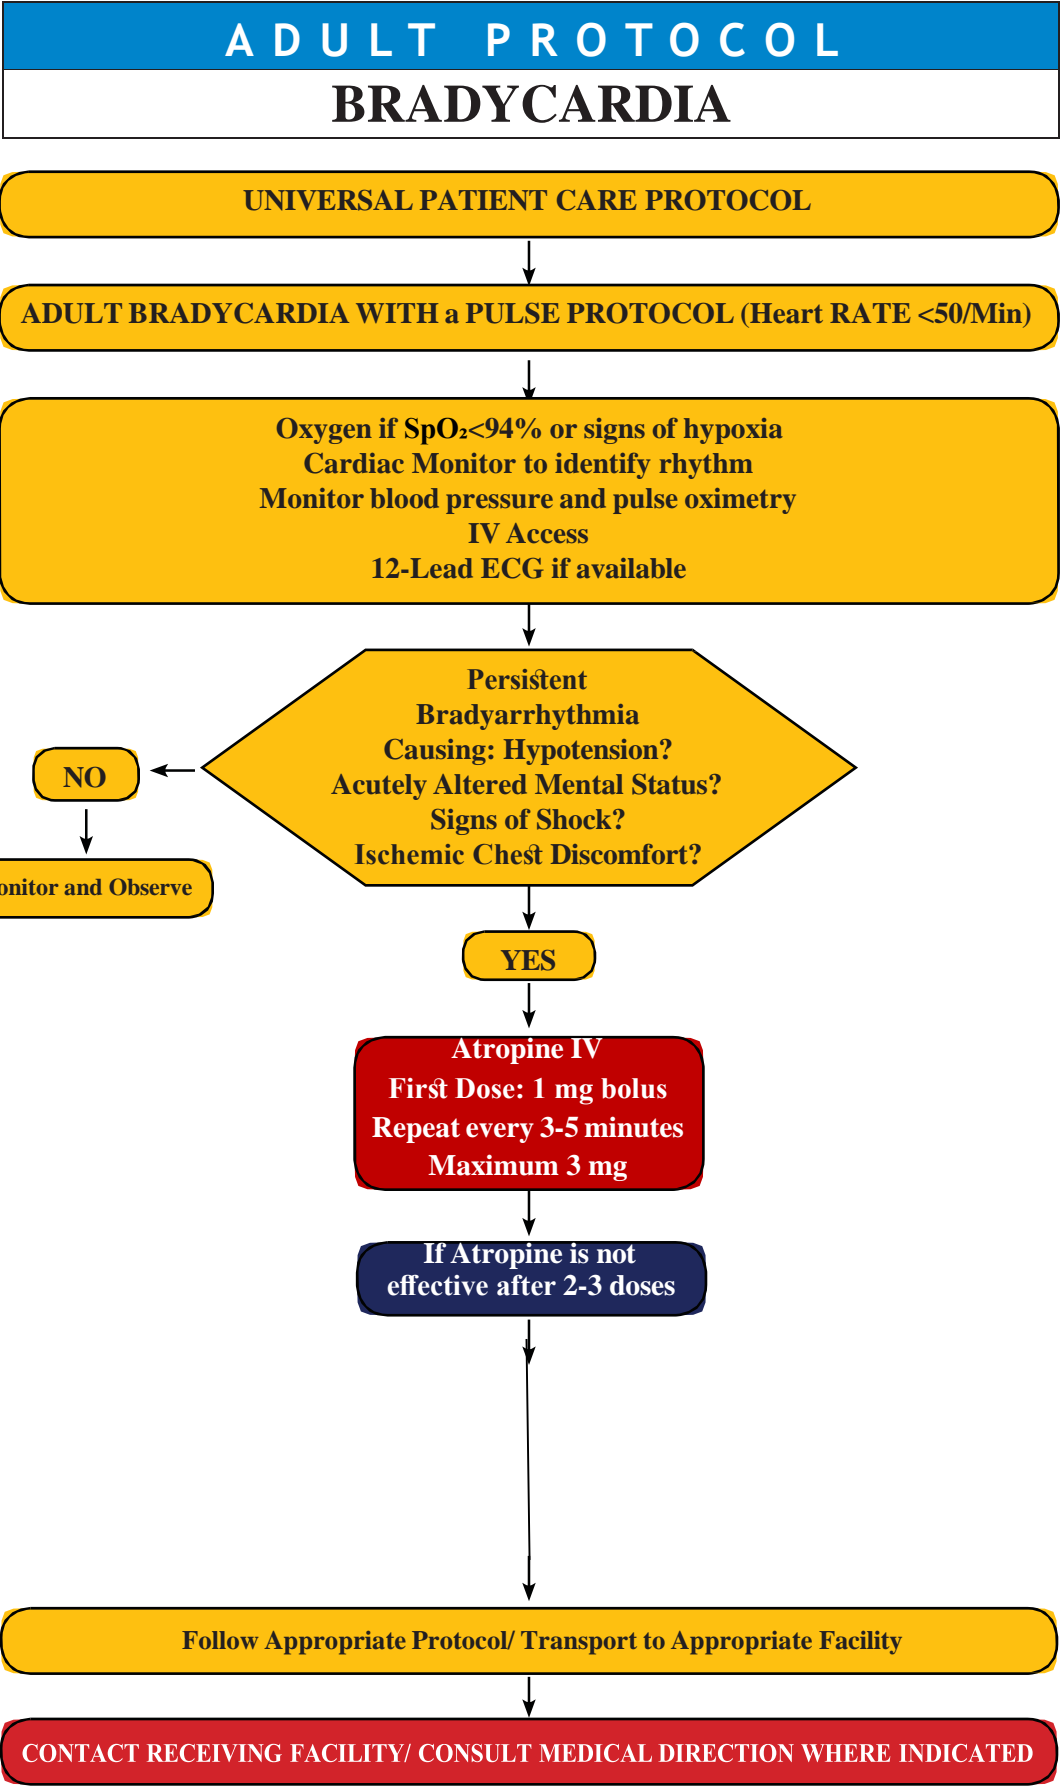 ADULT PROTOCOL
BRADYCARDIA
UNIVERSAL PATIENT CARE PROTOCOL
ADULT BRADYCARDIA WITH a PULSE PROTOCOL (Heart RATE <50/Min)
Oxygen if SpO₂<94% or signs of hypoxia
Cardiac Monitor to identify rhythm
Monitor blood pressure and pulse oximetry
IV Access
12-Lead ECG if available
Persistent
Bradyarrhythmia
Causing: Hypotension?
Acutely Altered Mental Status?
Signs of Shock?
Ischemic Chest Discomfort?
NO
onitor and Observe
YES
Atropine IV
First Dose: 1 mg bolus
Repeat every 3-5 minutes
Maximum 3 mg
If Atropine is not
effective after 2-3 doses
Follow Appropriate Protocol/ Transport to Appropriate Facility
CONTACT RECEIVING FACILITY/ CONSULT MEDICAL DIRECTION WHERE INDICATED